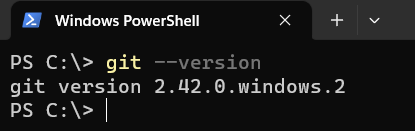 Windows PowerShell
PS C:\> git --version
git version 2.42.0.windows.2
PS C:\>